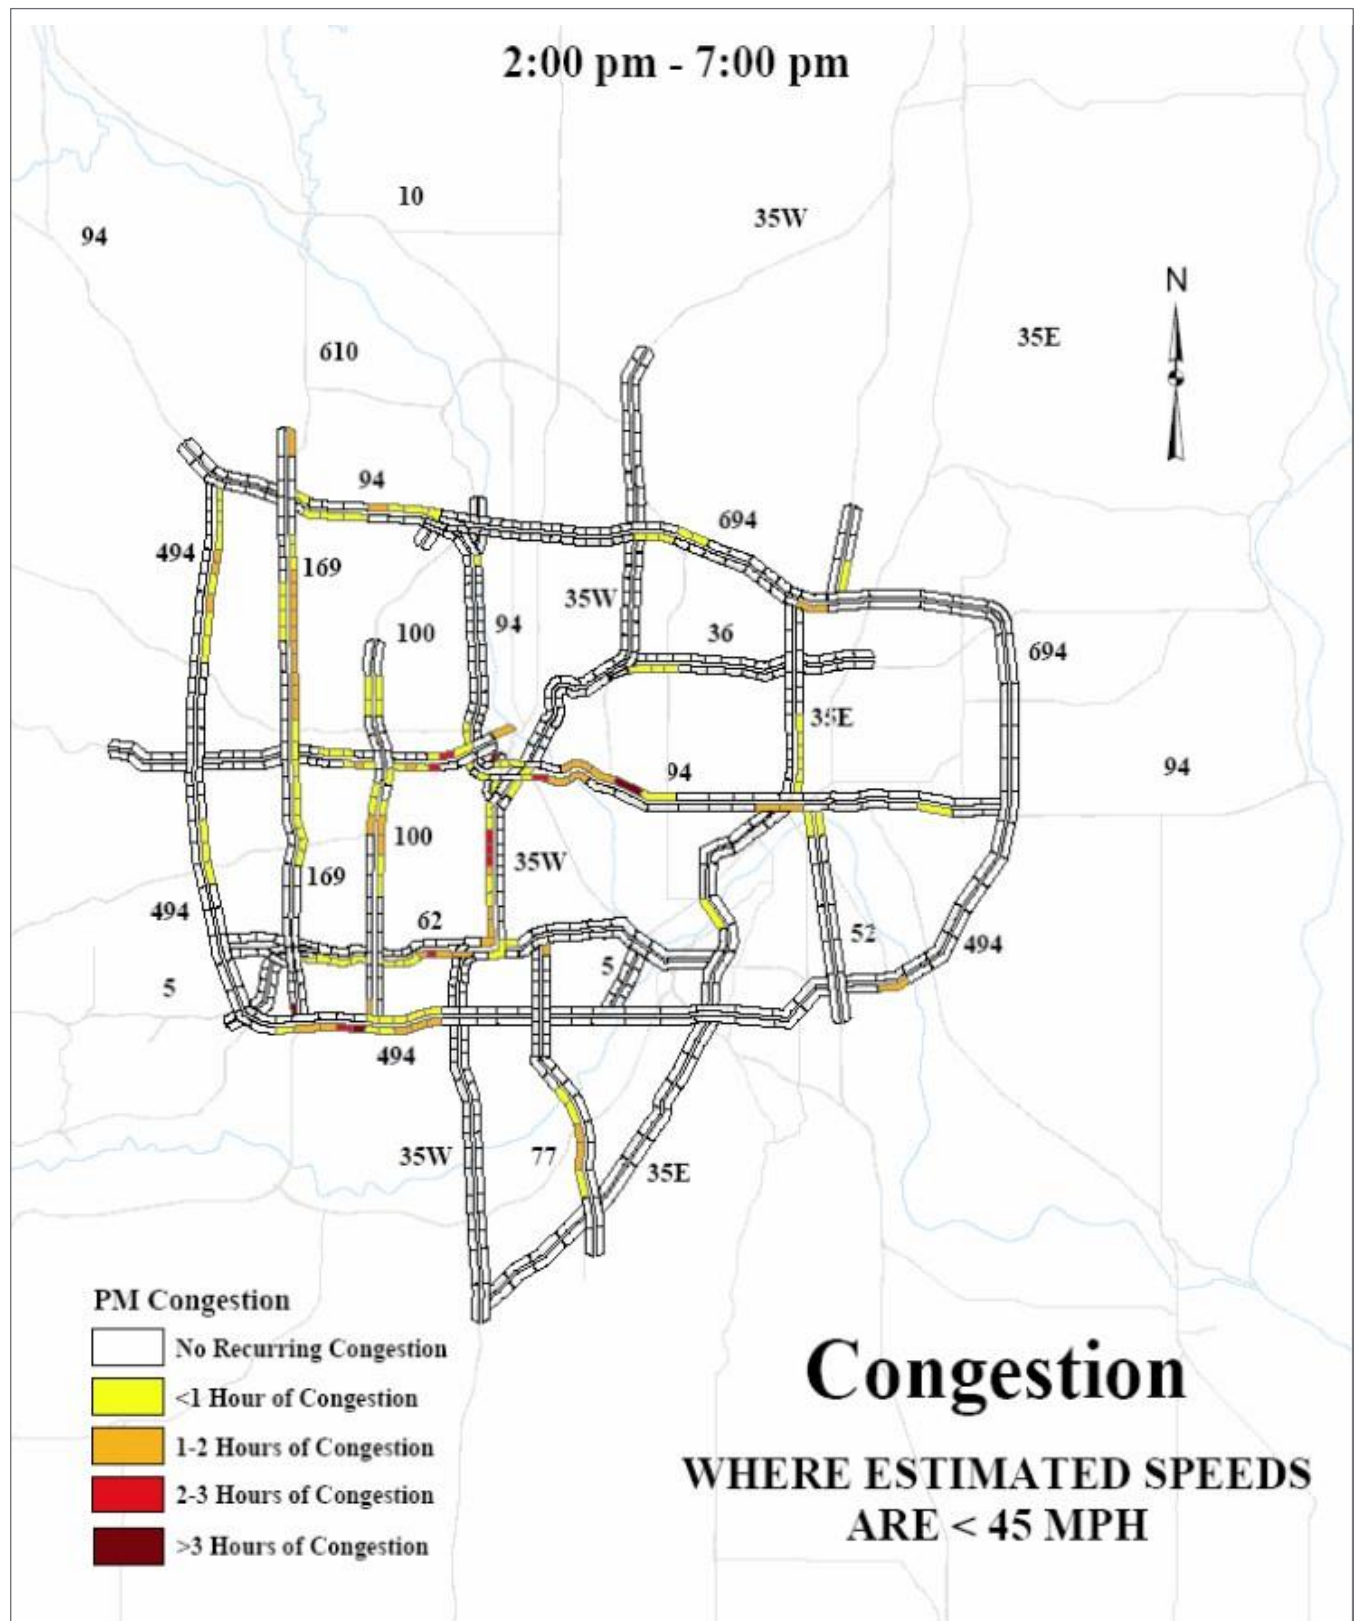 2:00 pm - 7:00 pm
10
35W
94
N
35E
610
94
694
494
169
35W
100
94
36
694
35E
94
94
100
35W
169
62
494
52
494
5
5
494
35W
77
35E
PM Congestion
No Recurring Congestion
<1 Hour of Congestion
1-2 Hours of Congestion
2-3 Hours of Congestion
>3 Hours of Congestion
Congestion
WHERE ESTIMATED SPEEDS
ARE < 45 MPH